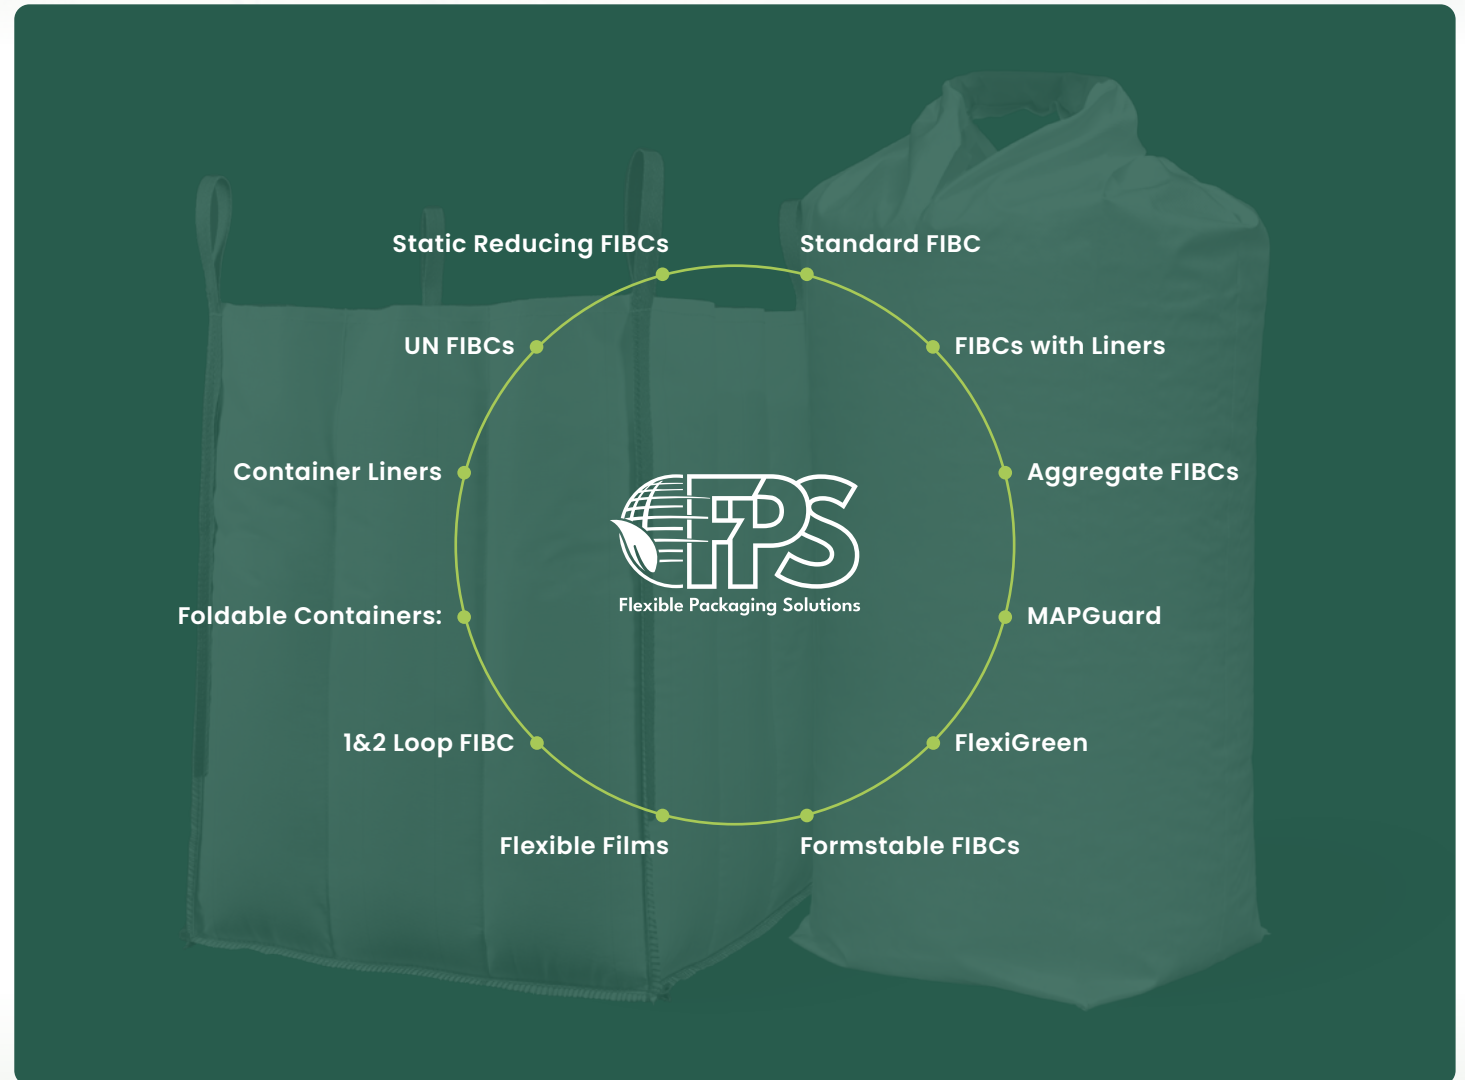 Static Reducing FIBCs
Standard FIBC
UN FIBCs
FIBCs with Liners
Container Liners
Aggregate FIBCs
FPS
Flexible Packaging Solutions
Foldable Containers:
MAPGuard
1&2 Loop FIBC
FlexiGreen
Flexible Films
Formstable FIBCs